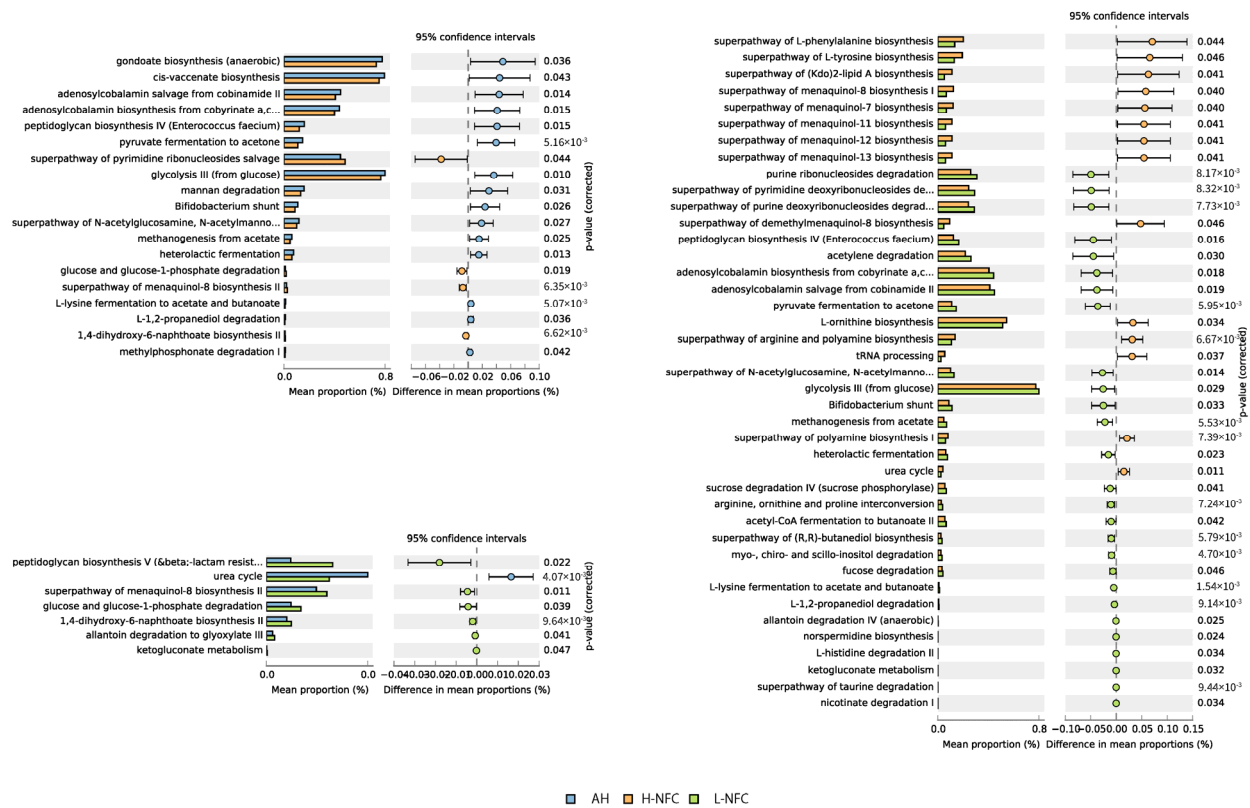 95% confidence intervals
gondoate biosynthesis (anaerobic) 0.036
cis-vaccenate biosynthesis 0.043
adenosylcobalamin salvage from cobinamide II 0.014
adenosylcobalamin biosynthesis from cobyrinate a,c... 0.015
peptidoglycan biosynthesis IV (Enterococcus faecium) 0.015
pyruvate fermentation to acetone 5.16×10⁻³
superpathway of pyrimidine ribonucleosides salvage 0.044
glycolysis III (from glucose) 0.010
mannan degradation 0.031
Bifidobacterium shunt 0.026
superpathway of N-acetylglucosamine, N-acetylmanno... 0.027
methanogenesis from acetate 0.025
heterolactic fermentation 0.013
glucose and glucose-1-phosphate degradation 0.019
superpathway of menaquinol-8 biosynthesis II 6.35×10⁻³
L-lysine fermentation to acetate and butanoate 5.07×10⁻³
L-1,2-propanediol degradation 0.036
1,4-dihydroxy-6-naphthoate biosynthesis II 6.62×10⁻³
methylphosphonate degradation I 0.042
p-value (corrected)
0.0 0.8 −0.06−0.02 0.02 0.06 0.10
Mean proportion (%) Difference in mean proportions (%)
95% confidence intervals
peptidoglycan biosynthesis V (&beta;-lactam resist... 0.022
urea cycle 4.07×10⁻³
superpathway of menaquinol-8 biosynthesis II 0.011
glucose and glucose-1-phosphate degradation 0.039
1,4-dihydroxy-6-naphthoate biosynthesis II 9.64×10⁻³
allantoin degradation to glyoxylate III 0.041
ketogluconate metabolism 0.047
p-value (corrected)
0.0 0.0 −0.04−0.03−0.02−0.010.000.010.020.03
Mean proportion (%) Difference in mean proportions (%)
95% confidence intervals
superpathway of L-phenylalanine biosynthesis 0.044
superpathway of L-tyrosine biosynthesis 0.046
superpathway of (Kdo)2-lipid A biosynthesis 0.041
superpathway of menaquinol-8 biosynthesis I 0.040
superpathway of menaquinol-7 biosynthesis 0.040
superpathway of menaquinol-11 biosynthesis 0.041
superpathway of menaquinol-12 biosynthesis 0.041
superpathway of menaquinol-13 biosynthesis 0.041
purine ribonucleosides degradation 8.17×10⁻³
superpathway of pyrimidine deoxyribonucleosides de... 8.32×10⁻³
superpathway of purine deoxyribonucleosides degrad... 7.73×10⁻³
superpathway of demethylmenaquinol-8 biosynthesis 0.046
peptidoglycan biosynthesis IV (Enterococcus faecium) 0.016
acetylene degradation 0.030
adenosylcobalamin biosynthesis from cobyrinate a,c... 0.018
adenosylcobalamin salvage from cobinamide II 0.019
pyruvate fermentation to acetone 5.95×10⁻³
L-ornithine biosynthesis 0.034
superpathway of arginine and polyamine biosynthesis 6.67×10⁻³
tRNA processing 0.037
superpathway of N-acetylglucosamine, N-acetylmanno... 0.014
glycolysis III (from glucose) 0.029
Bifidobacterium shunt 0.033
methanogenesis from acetate 5.53×10⁻³
superpathway of polyamine biosynthesis I 7.39×10⁻³
heterolactic fermentation 0.023
urea cycle 0.011
sucrose degradation IV (sucrose phosphorylase) 0.041
arginine, ornithine and proline interconversion 7.24×10⁻³
acetyl-CoA fermentation to butanoate II 0.042
superpathway of (R,R)-butanediol biosynthesis 5.79×10⁻³
myo-, chiro- and scillo-inositol degradation 4.70×10⁻³
fucose degradation 0.046
L-lysine fermentation to acetate and butanoate 1.54×10⁻³
L-1,2-propanediol degradation 9.14×10⁻³
allantoin degradation IV (anaerobic) 0.025
norspermidine biosynthesis 0.024
L-histidine degradation II 0.034
ketogluconate metabolism 0.032
superpathway of taurine degradation 9.44×10⁻³
nicotinate degradation I 0.034
p-value (corrected)
0.0 0.8 −0.10−0.05 0.00 0.05 0.10 0.15
Mean proportion (%) Difference in mean proportions (%)
AH H-NFC L-NFC